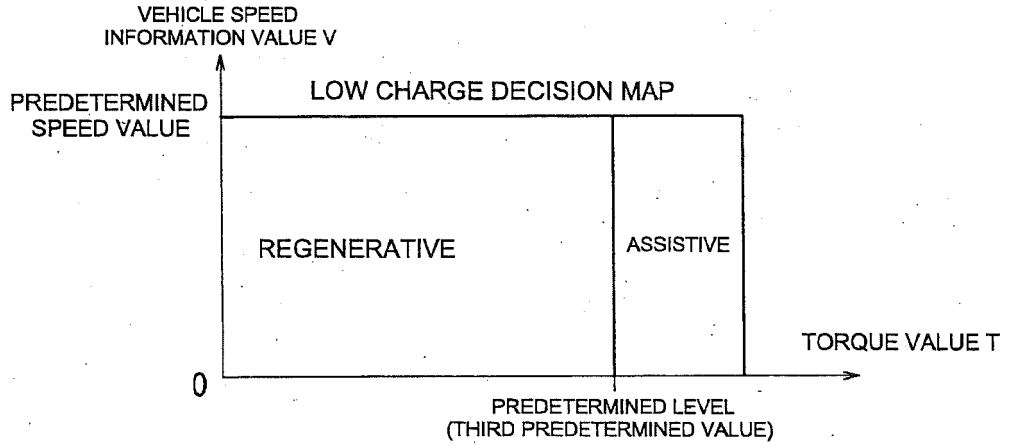 VEHICLE SPEED
INFORMATION VALUE V
LOW CHARGE DECISION MAP
PREDETERMINED
SPEED VALUE
REGENERATIVE
ASSISTIVE
TORQUE VALUE T
0
PREDETERMINED LEVEL
(THIRD PREDETERMINED VALUE)